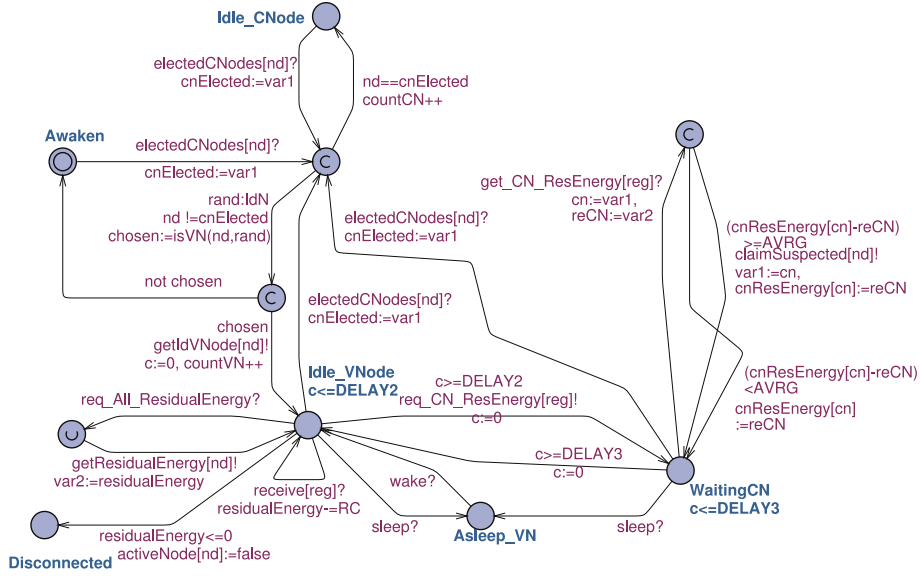 Idle_CNode
electedCNodes[nd]?
cnElected:=var1
nd==cnElected
countCN++
Awaken
electedCNodes[nd]?
cnElected:=var1
C
C
get_CN_ResEnergy[reg]?
cn:=var1,
reCN:=var2
rand:IdN
nd !=cnElected
chosen:=isVN(nd,rand)
electedCNodes[nd]?
cnElected:=var1
(cnResEnergy[cn]-reCN)
>=AVRG
claimSuspected[nd]!
var1:=cn,
cnResEnergy[cn]:=reCN
not chosen
C
electedCNodes[nd]?
cnElected:=var1
chosen
getIdVNode[nd]!
c:=0, countVN++
Idle_VNode
c<=DELAY2
(cnResEnergy[cn]-reCN)
<AVRG
cnResEnergy[cn]
:=reCN
req_All_ResidualEnergy?
c>=DELAY2
req_CN_ResEnergy[reg]!
c:=0
U
getResidualEnergy[nd]!
var2:=residualEnergy
c>=DELAY3
c:=0
receive[reg]?
residualEnergy-=RC
wake?
WaitingCN
c<=DELAY3
sleep?
sleep?
Asleep_VN
residualEnergy<=0
activeNode[nd]:=false
Disconnected